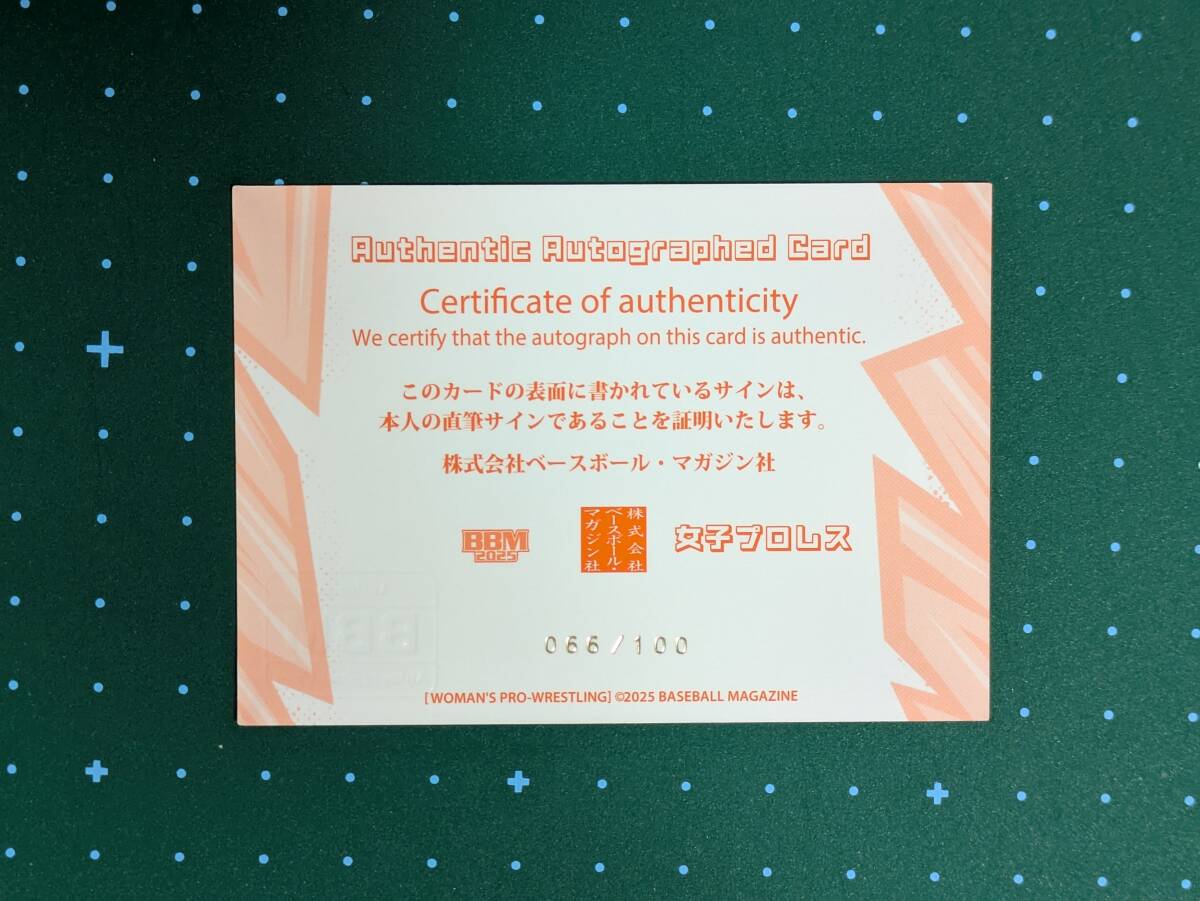 Authentic Autographed Card
Certificate of authenticity
We certify that the autograph on this card is authentic.
このカードの表面に書かれているサインは、
本人の直筆サインであることを証明いたします。
株式会社ベースボール・マガジン社
BBM
2025
株式会社
ベースボール・
マガジン社
女子プロレス
066/100
[WOMAN'S PRO-WRESTLING] ©2025 BASEBALL MAGAZINE